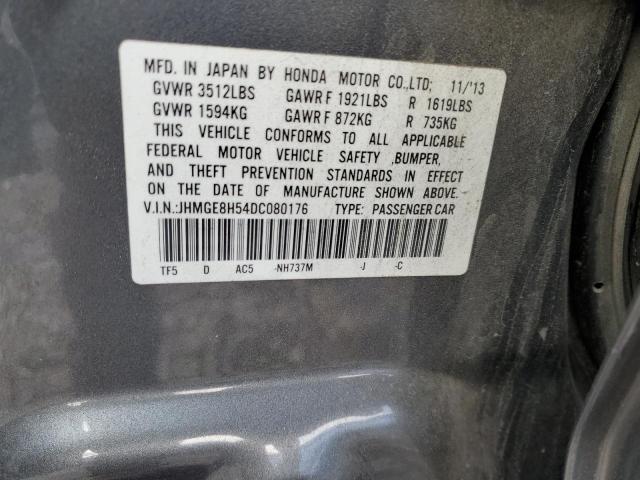 MFD. IN JAPAN BY HONDA MOTOR CO.,LTD; 11/'13
GVWR 3512LBS GAWR F 1921LBS R 1619LBS
GVWR 1594KG GAWR F 872KG R 735KG
THIS VEHICLE CONFORMS TO ALL APPLICABLE
FEDERAL MOTOR VEHICLE SAFETY ,BUMPER,
AND THEFT PREVENTION STANDARDS IN EFFECT
ON THE DATE OF MANUFACTURE SHOWN ABOVE.
V.I.N.:JHMGE8H54DC080176 TYPE: PASSENGER CAR
TF5 D AC5 -NH737M -J -C